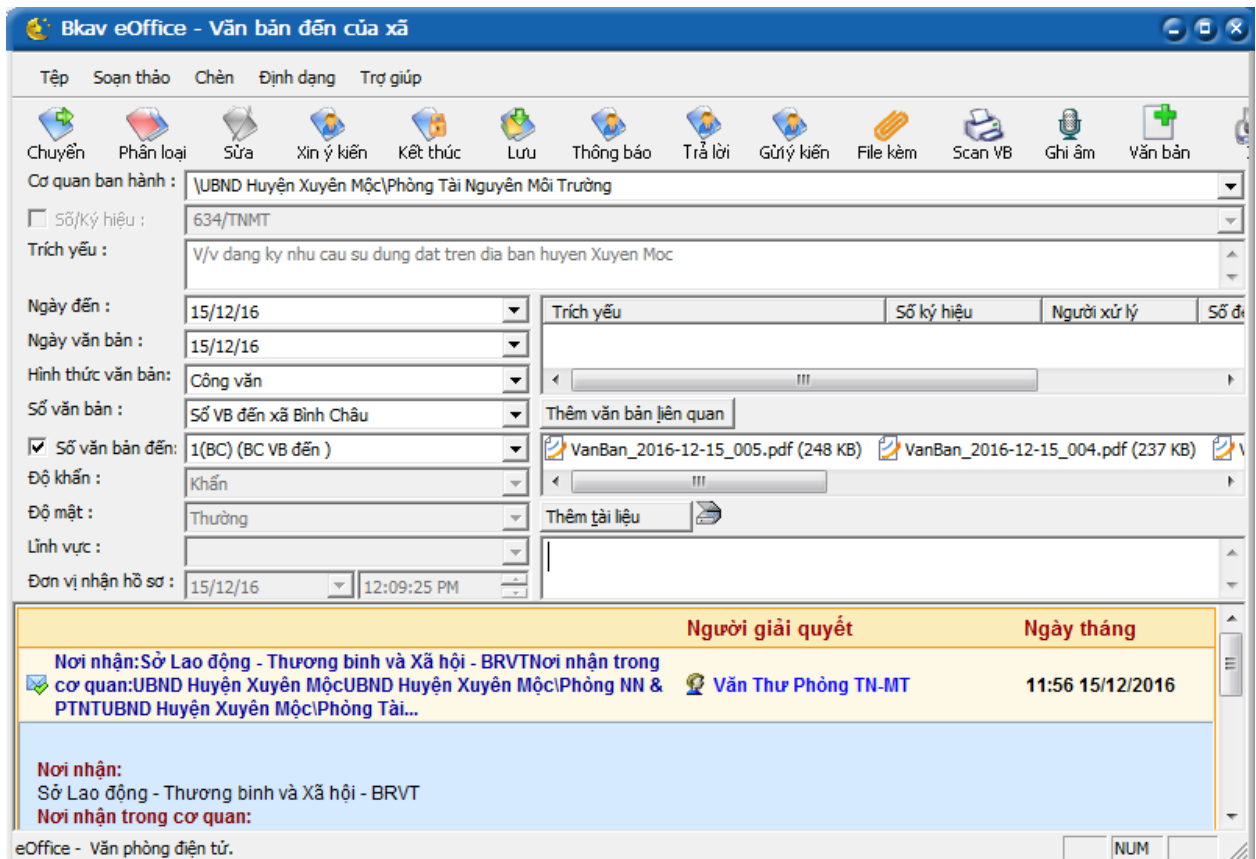 Bkav eOffice - Văn bản đến của xã
Tệp Soạn thảo Chèn Định dạng Trợ giúp
Chuyển Phân loại Sửa Xin ý kiến Kết thúc Lưu Thông báo Trả lời Gửi ý kiến File kèm Scan VB Ghi âm Văn bản
Cơ quan ban hành : \UBND Huyện Xuyên Mộc\Phòng Tài Nguyên Môi Trường
Số/Ký hiệu : 634/TNMT
Trích yếu : V/v dang ky nhu cau su dung dat tren dia ban huyen Xuyen Moc
Ngày đến : 15/12/16 Trích yếu Số ký hiệu Người xử lý Số đế
Ngày văn bản : 15/12/16
Hình thức văn bản: Công văn
Sổ văn bản : Sổ VB đến xã Bình Châu Thêm văn bản liên quan
Số văn bản đến: 1(BC) (BC VB đến ) VanBan_2016-12-15_005.pdf (248 KB) VanBan_2016-12-15_004.pdf (237 KB)
Độ khẩn : Khẩn
Độ mật : Thường Thêm tài liệu
Lĩnh vực :
Đơn vị nhận hồ sơ : 15/12/16 12:09:25 PM
Người giải quyết Ngày tháng
Nơi nhận:Sở Lao động - Thương binh và Xã hội - BRVTNơi nhận trong
cơ quan:UBND Huyện Xuyên MộcUBND Huyện Xuyên Mộc\Phòng NN & Văn Thư Phòng TN-MT 11:56 15/12/2016
PTNTUBND Huyện Xuyên Mộc\Phòng Tài...
Nơi nhận:
Sở Lao động - Thương binh và Xã hội - BRVT
Nơi nhận trong cơ quan:
eOffice - Văn phòng điện tử. NUM